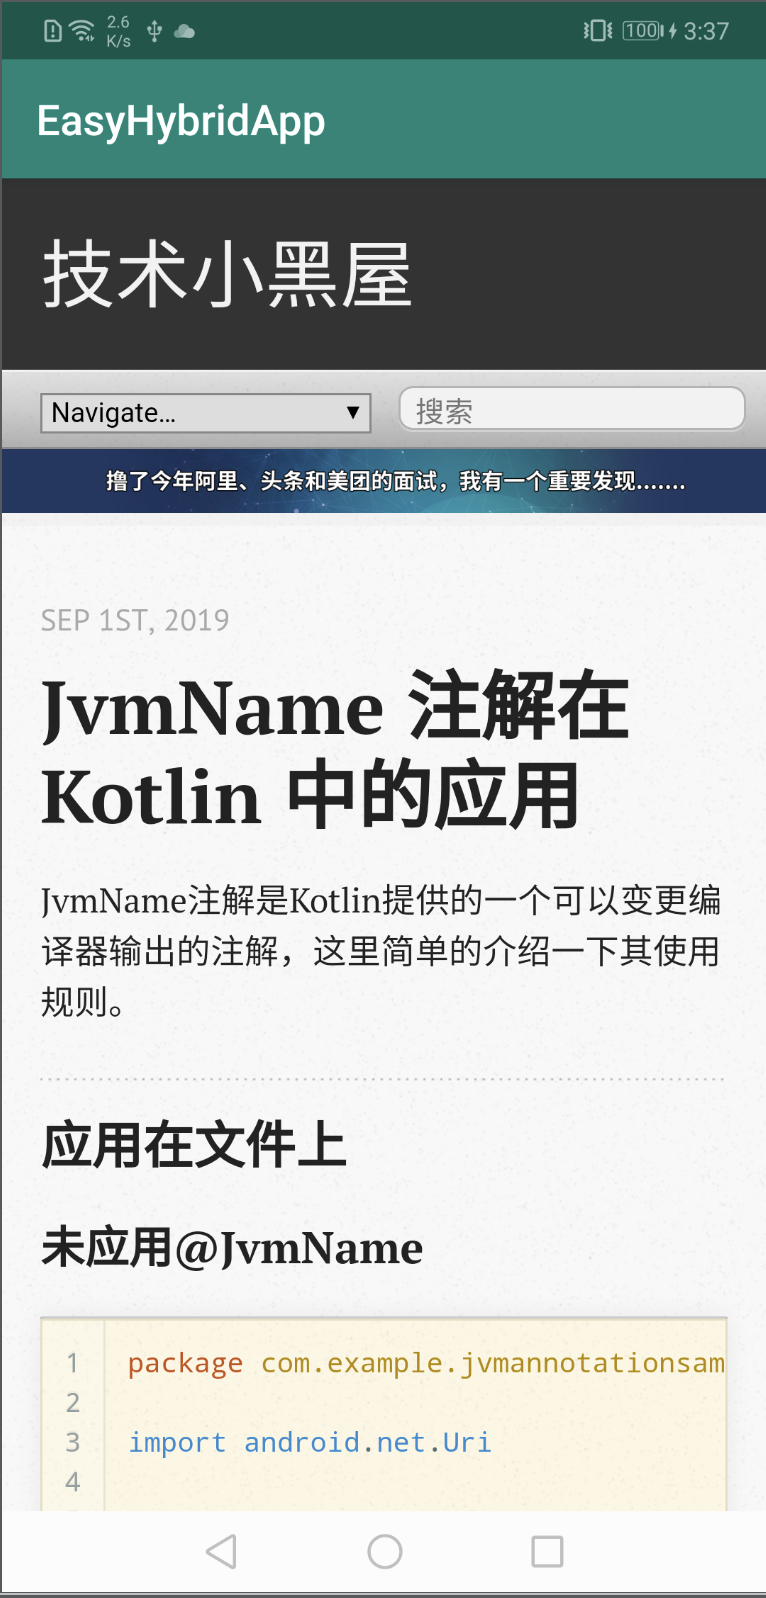 2.6
K/s
100
3:37
EasyHybridApp
技术小黑屋
Navigate...
搜索
撸了今年阿里、头条和美团的面试，我有一个重要发现.......
SEP 1ST, 2019
JvmName 注解在
Kotlin 中的应用
JvmName注解是Kotlin提供的一个可以变更编
译器输出的注解，这里简单的介绍一下其使用
规则。
应用在文件上
未应用@JvmName
1 package com.example.jvmannotationsam
2
3 import android.net.Uri
4